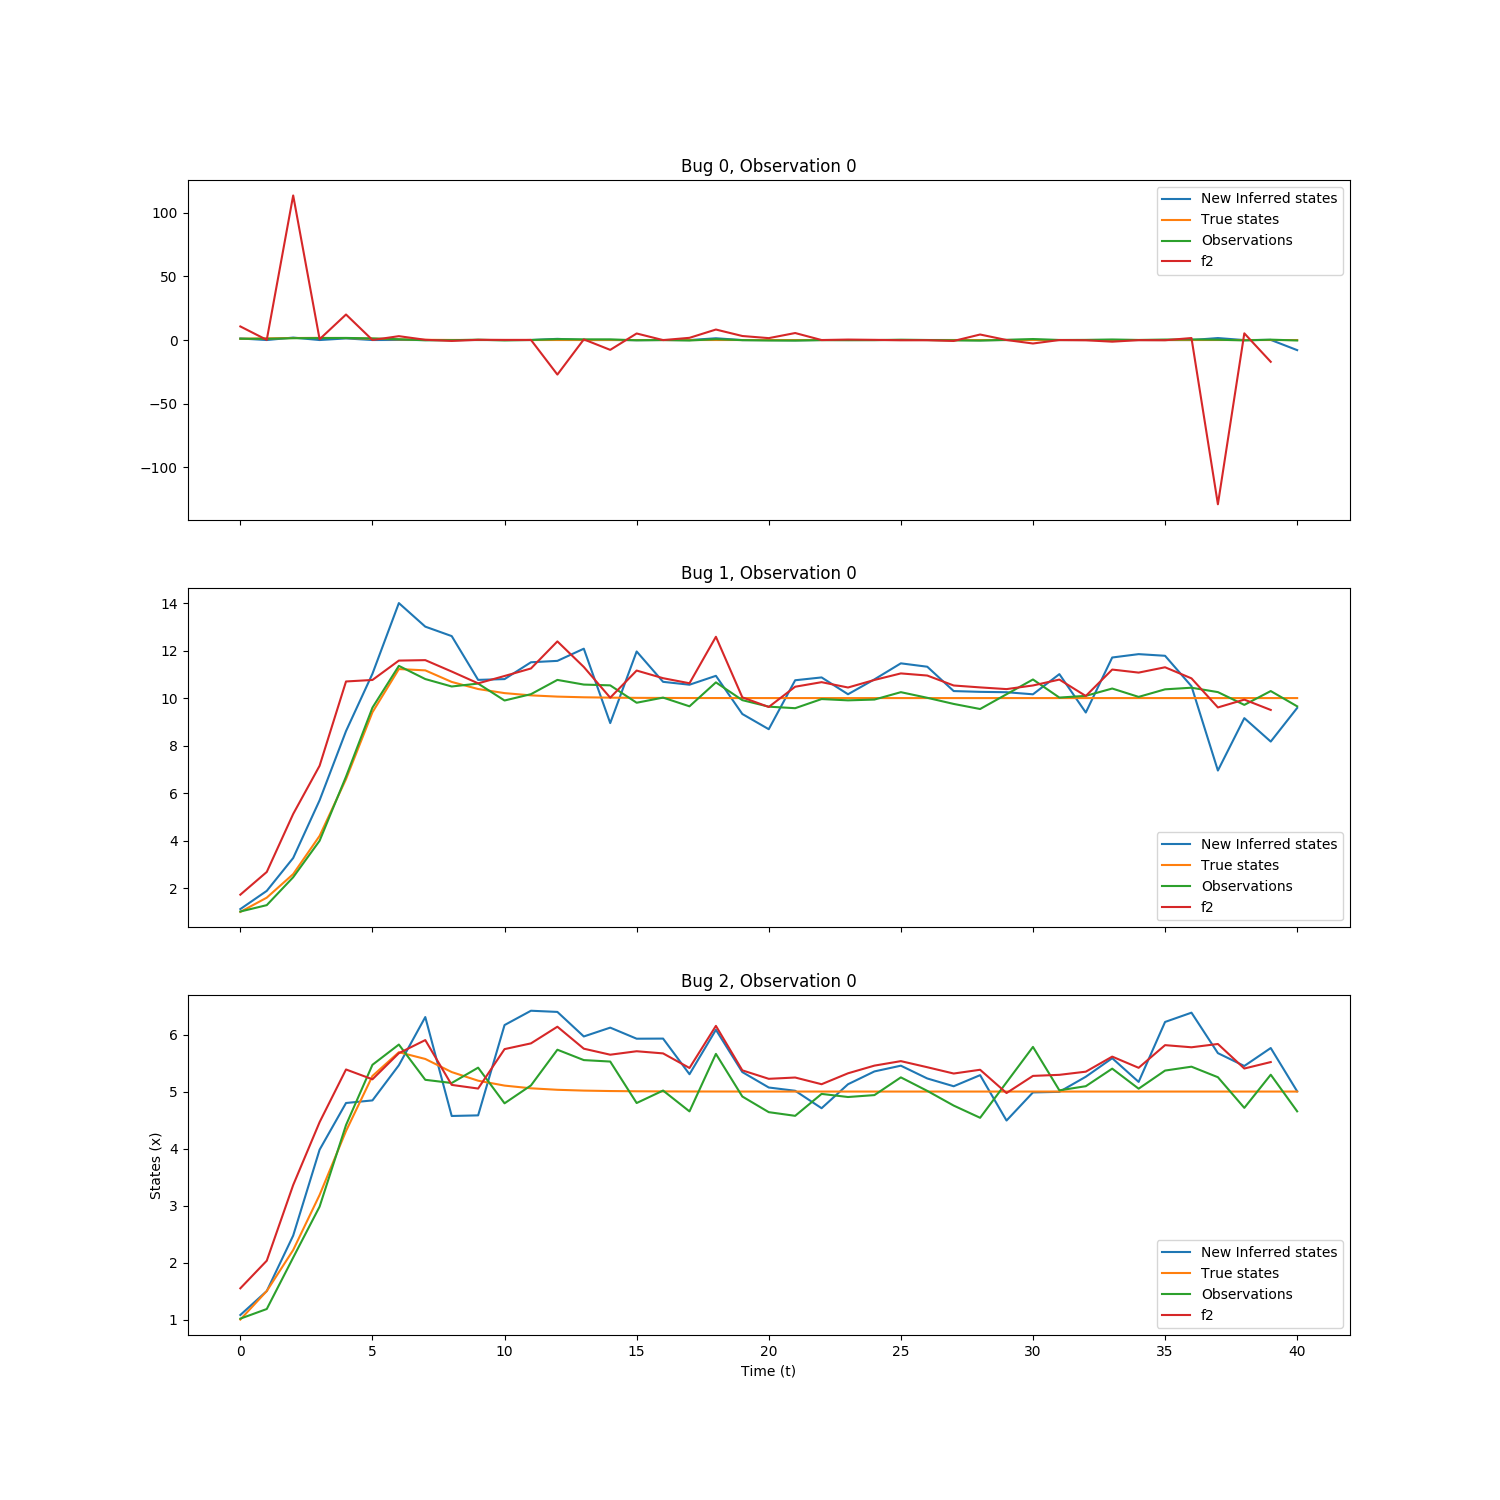 Bug 0, Observation 0
100
50
0
−50
−100
New Inferred states
True states
Observations
f2
Bug 1, Observation 0
14
12
10
8
6
4
2
New Inferred states
True states
Observations
f2
Bug 2, Observation 0
States (x)
6
5
4
3
2
1
New Inferred states
True states
Observations
f2
0 5 10 15 20 25 30 35 40
Time (t)